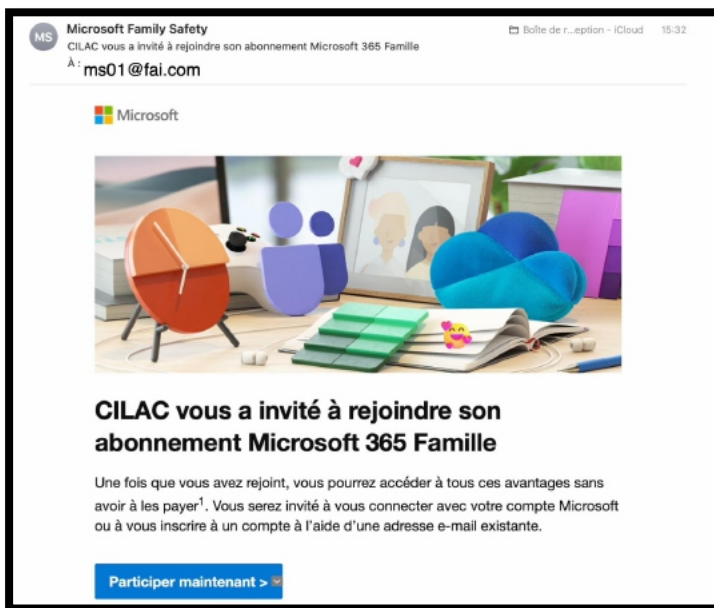 MS
Microsoft Family Safety
Boîte de r...eption - iCloud 15:32
CILAC vous a invité à rejoindre son abonnement Microsoft 365 Famille
À : ms01@fai.com
Microsoft
CILAC vous a invité à rejoindre son
abonnement Microsoft 365 Famille
Une fois que vous avez rejoint, vous pourrez accéder à tous ces avantages sans
avoir à les payer¹. Vous serez invité à vous connecter avec votre compte Microsoft
ou à vous inscrire à un compte à l'aide d'une adresse e-mail existante.
Participer maintenant >